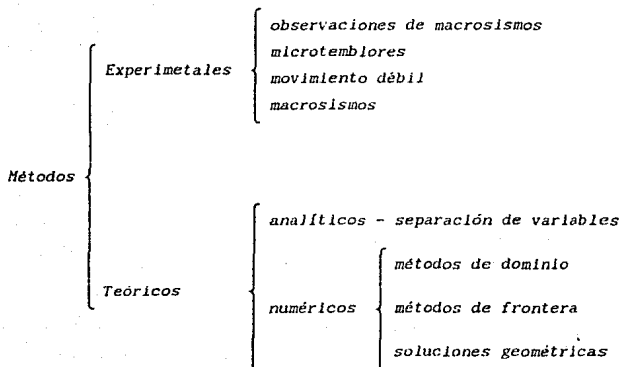 observaciones de macrosismos
Experimetales
microtemblores
movimiento débil
macrosismos
Métodos
analíticos - separación de variables
métodos de dominio
Teóricos
numéricos
métodos de frontera
soluciones geométricas